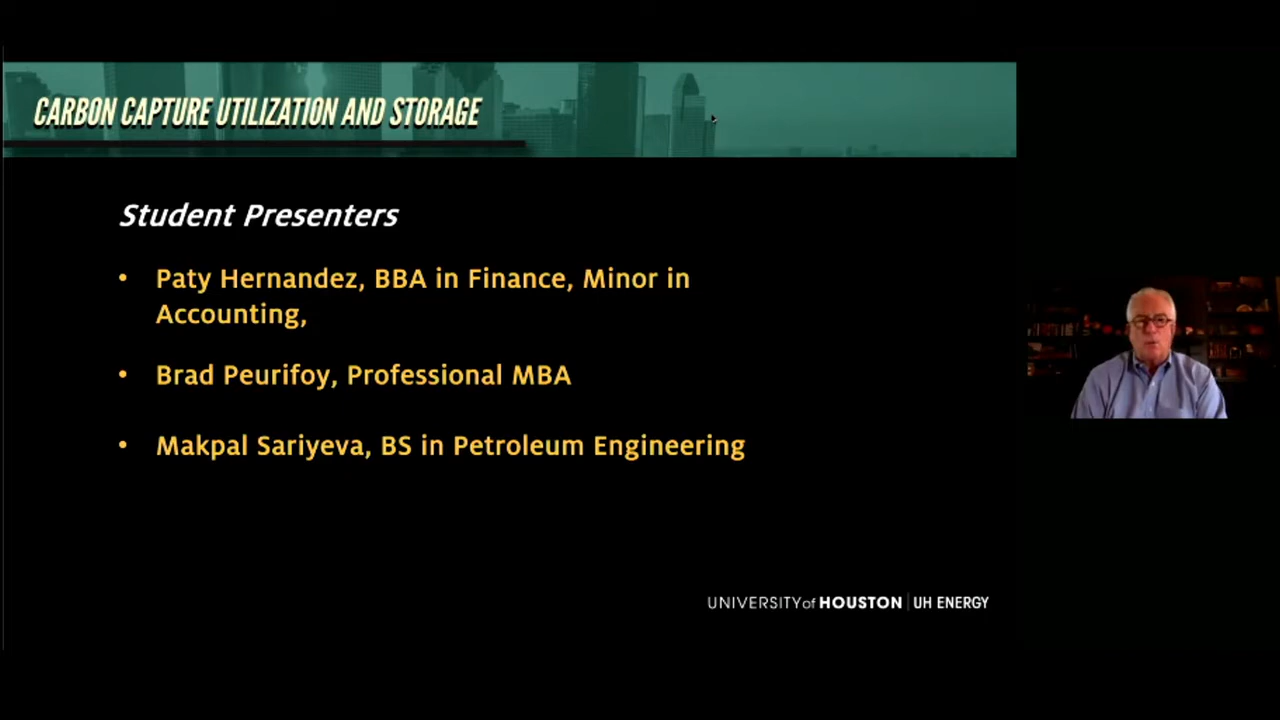 CARBON CAPTURE UTILIZATION AND STORAGE
Student Presenters
• Paty Hernandez, BBA in Finance, Minor in
Accounting,
• Brad Peurifoy, Professional MBA
• Makpal Sariyeva, BS in Petroleum Engineering
UNIVERSITY of HOUSTON | UH ENERGY